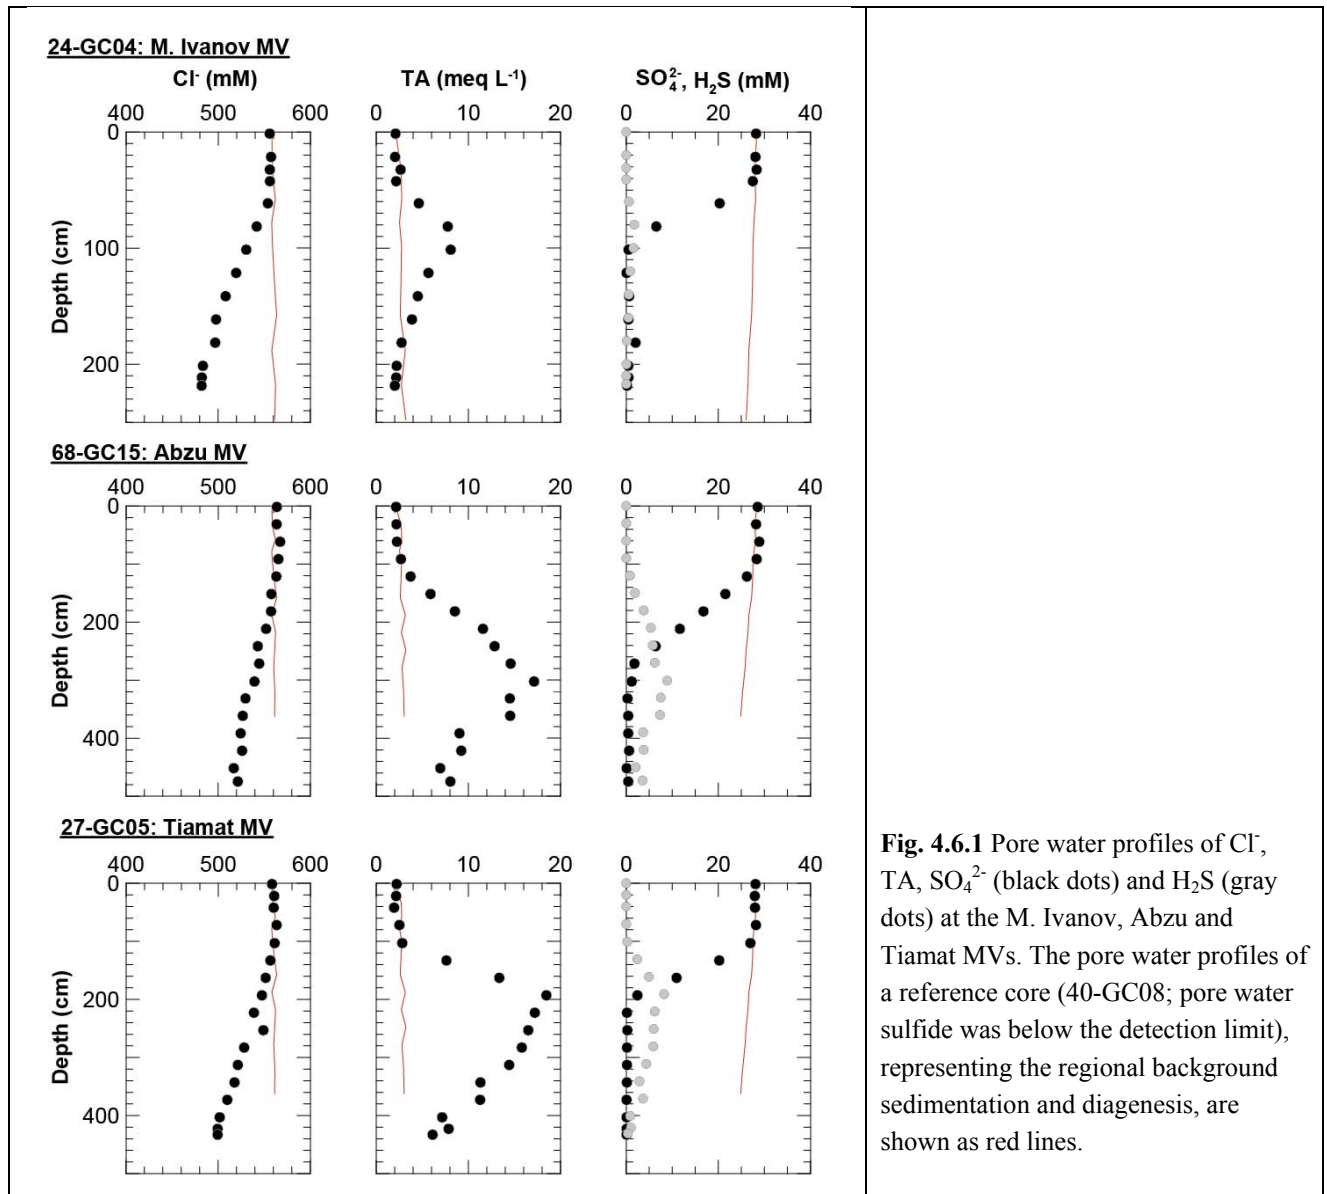 24-GC04: M. Ivanov MV
Cl- (mM) TA (meq L-1) SO4 2-, H2S (mM)
400 500 600 0 10 20 0 20 40
0
100
200
Depth (cm)
68-GC15: Abzu MV
400 500 600 0 10 20 0 20 40
0
200
400
Depth (cm)
27-GC05: Tiamat MV
400 500 600 0 10 20 0 20 40
0
200
400
Depth (cm)
Fig. 4.6.1 Pore water profiles of Cl-,
TA, SO4 2- (black dots) and H2S (gray
dots) at the M. Ivanov, Abzu and
Tiamat MVs. The pore water profiles of
a reference core (40-GC08; pore water
sulfide was below the detection limit),
representing the regional background
sedimentation and diagenesis, are
shown as red lines.